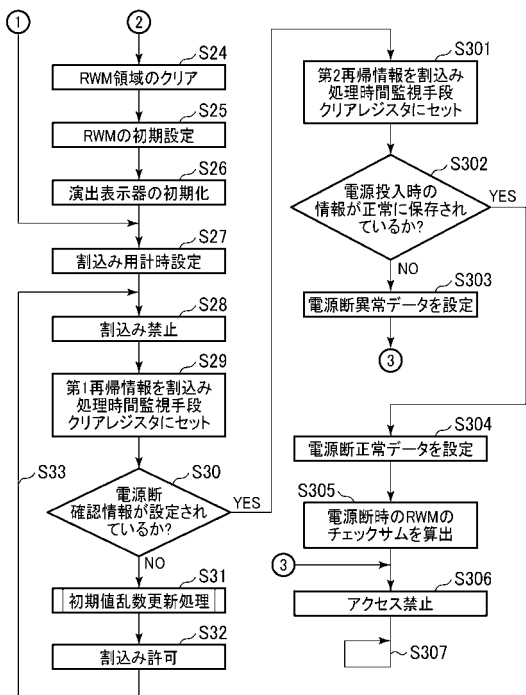 1
2
S24
RWM領域のクリア
S25
RWMの初期設定
S26
演出表示器の初期化
S27
割込み用計時設定
S28
割込み禁止
S29
第1再帰情報を割込み
処理時間監視手段
クリアレジスタにセット
S33
S30
電源断
確認情報が設定され
ているか?
YES
NO
S31
初期値乱数更新処理
S32
割込み許可
S301
第2再帰情報を割込み
処理時間監視手段
クリアレジスタにセット
S302
電源投入時の
情報が正常に保存され
ているか?
YES
NO
S303
電源断異常データを設定
3
S304
電源断正常データを設定
S305
電源断時のRWMの
チェックサムを算出
3
S306
アクセス禁止
S307